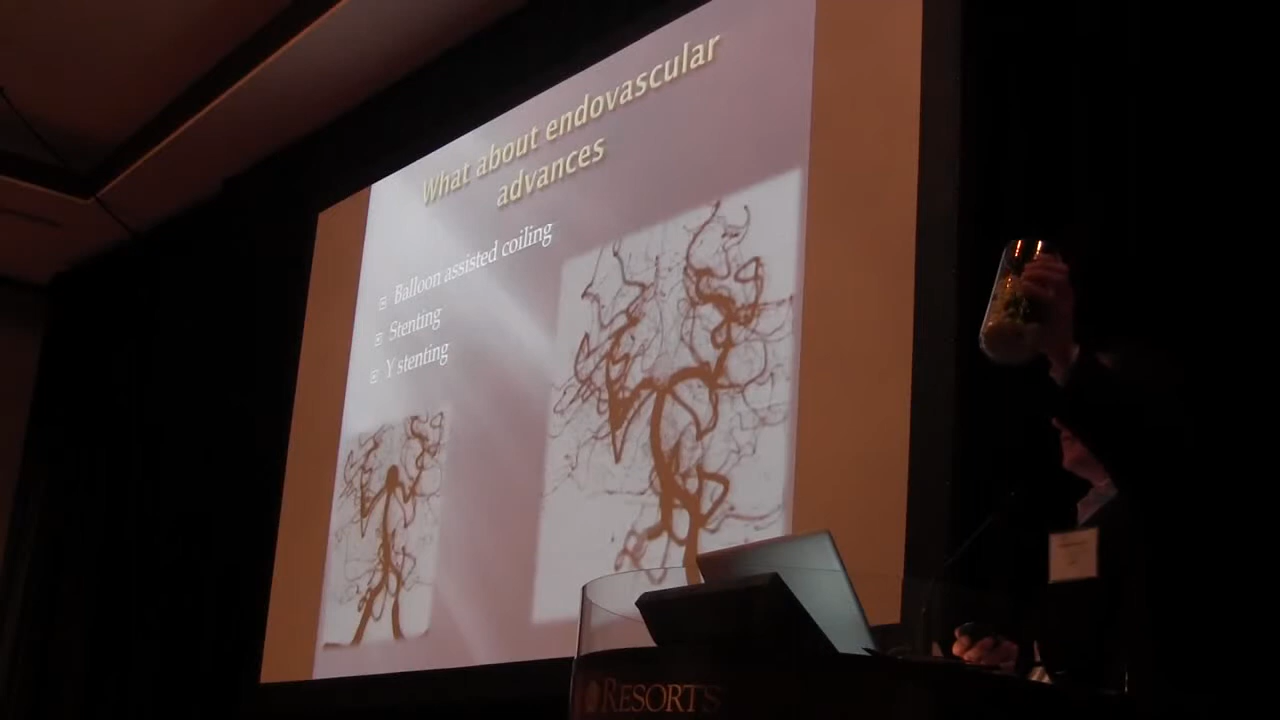 What about endovascular
advances
Balloon assisted coiling
Stenting
Y stenting
RESORTS